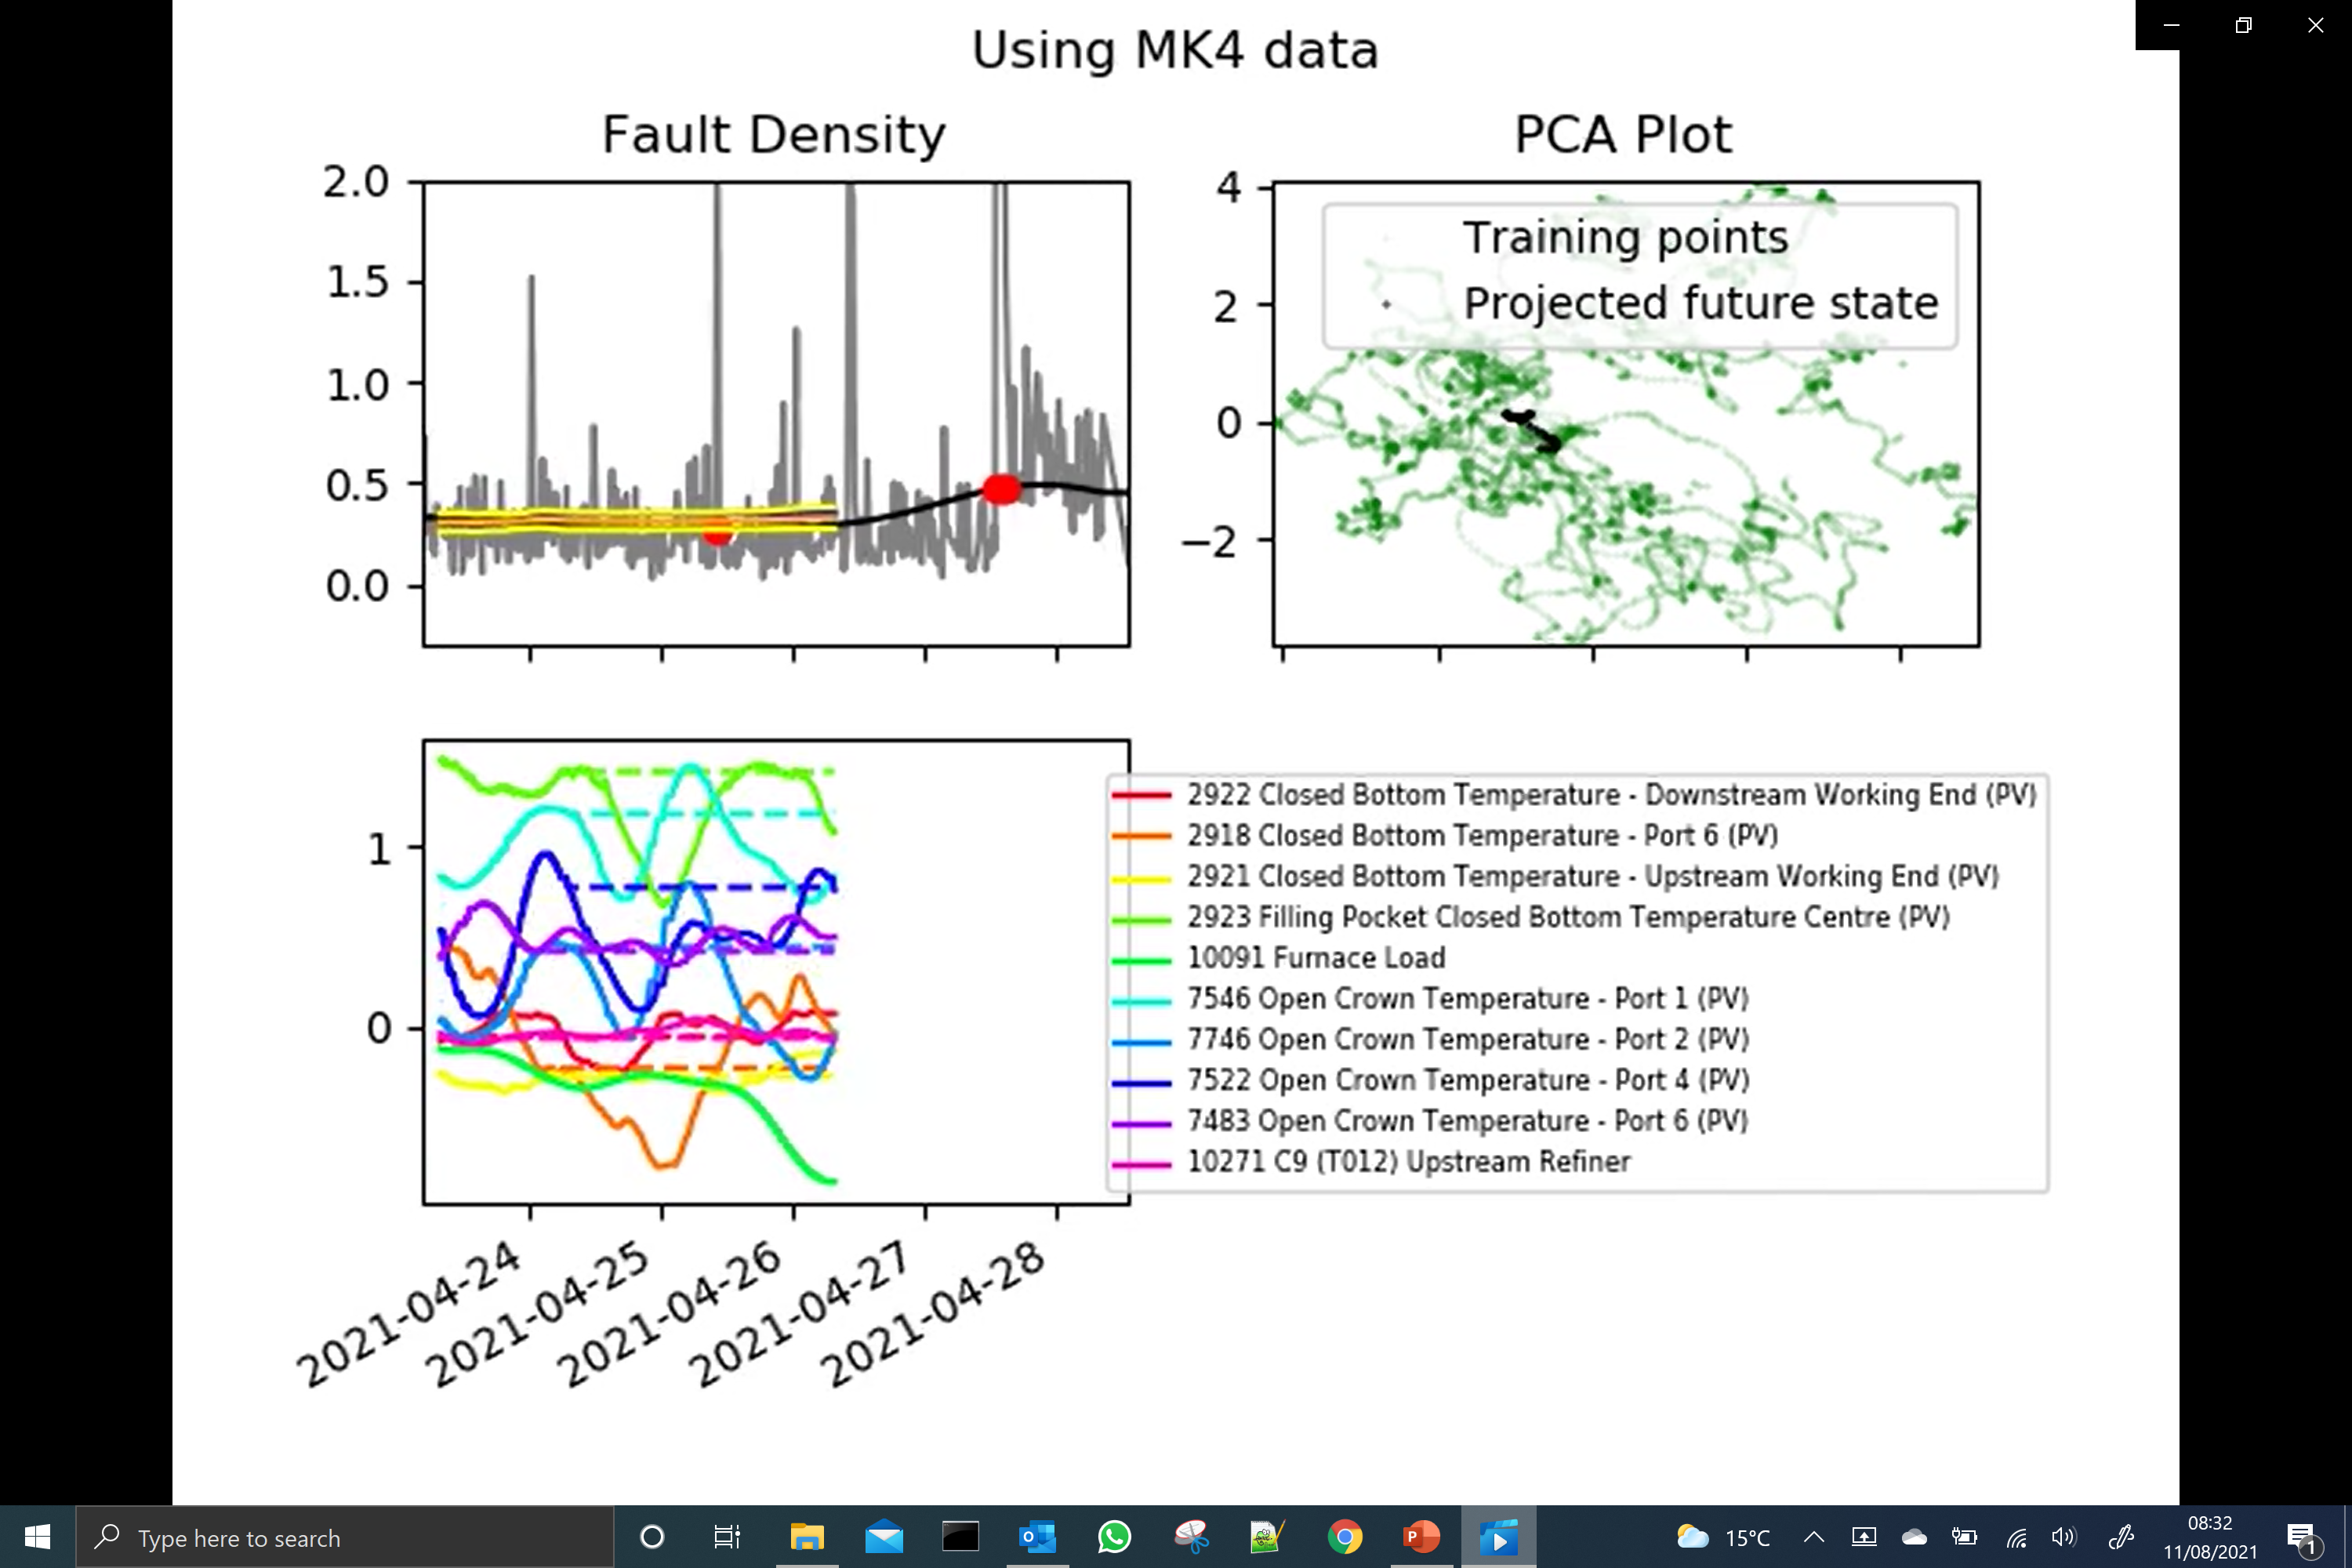 Using MK4 data
Fault Density
2.0
1.5
1.0
0.5
0.0
PCA Plot
4
2
0
−2
Training points
Projected future state
1
0
2021-04-24
2021-04-25
2021-04-26
2021-04-27
2021-04-28
2922 Closed Bottom Temperature - Downstream Working End (PV)
2918 Closed Bottom Temperature - Port 6 (PV)
2921 Closed Bottom Temperature - Upstream Working End (PV)
2923 Filling Pocket Closed Bottom Temperature Centre (PV)
10091 Furnace Load
7546 Open Crown Temperature - Port 1 (PV)
7746 Open Crown Temperature - Port 2 (PV)
7522 Open Crown Temperature - Port 4 (PV)
7483 Open Crown Temperature - Port 6 (PV)
10271 C9 (T012) Upstream Refiner
Type here to search
15°C
08:32
11/08/2021
1